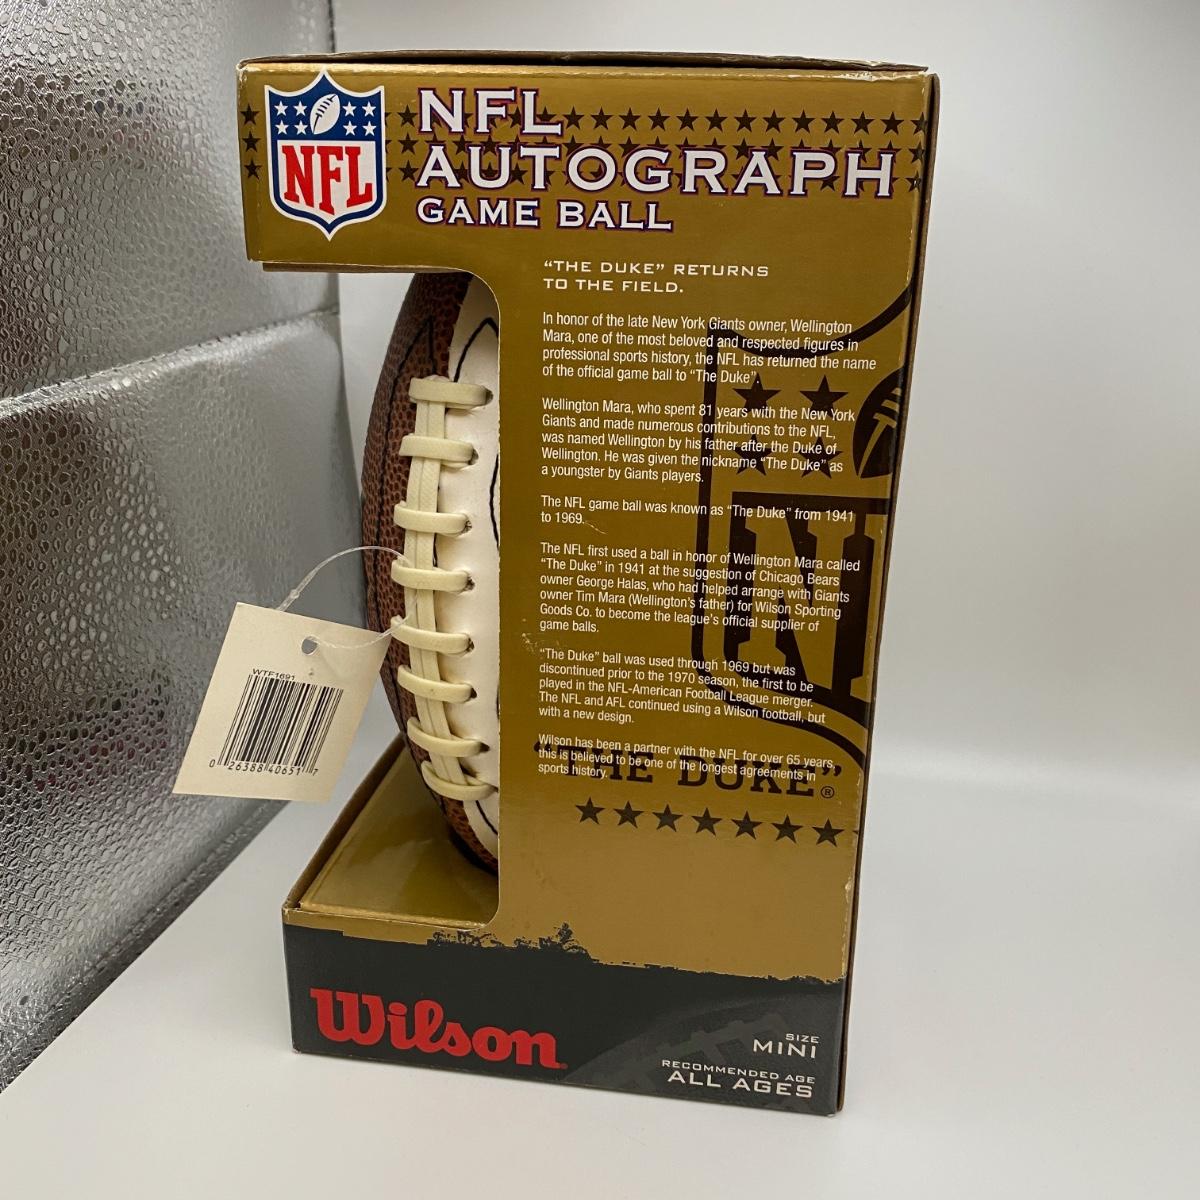 NFL
NFL
AUTOGRAPH
GAME BALL
“THE DUKE” RETURNS
TO THE FIELD.
In honor of the late New York Giants owner, Wellington
Mara, one of the most beloved and respected figures in
professional sports history, the NFL has returned the name
of the official game ball to “The Duke”.
Wellington Mara, who spent 81 years with the New York
Giants and made numerous contributions to the NFL,
was named Wellington by his father after the Duke of
Wellington. He was given the nickname “The Duke” as
a youngster by Giants players.
The NFL game ball was known as “The Duke” from 1941
to 1969.
The NFL first used a ball in honor of Wellington Mara called
“The Duke” in 1941 at the suggestion of Chicago Bears
owner George Halas, who had helped arrange with Giants
owner Tim Mara (Wellington’s father) for Wilson Sporting
Goods Co. to become the league’s official supplier of
game balls.
“The Duke” ball was used through 1969 but was
discontinued prior to the 1970 season, the first to be
played in the NFL-American Football League merger.
The NFL and AFL continued using a Wilson football, but
with a new design.
Wilson has been a partner with the NFL for over 65 years,
this is believed to be one of the longest agreements in
sports history.
“THE DUKE”®
WTF1691
0 26388 40651 7
Wilson
SIZE
MINI
RECOMMENDED AGE
ALL AGES